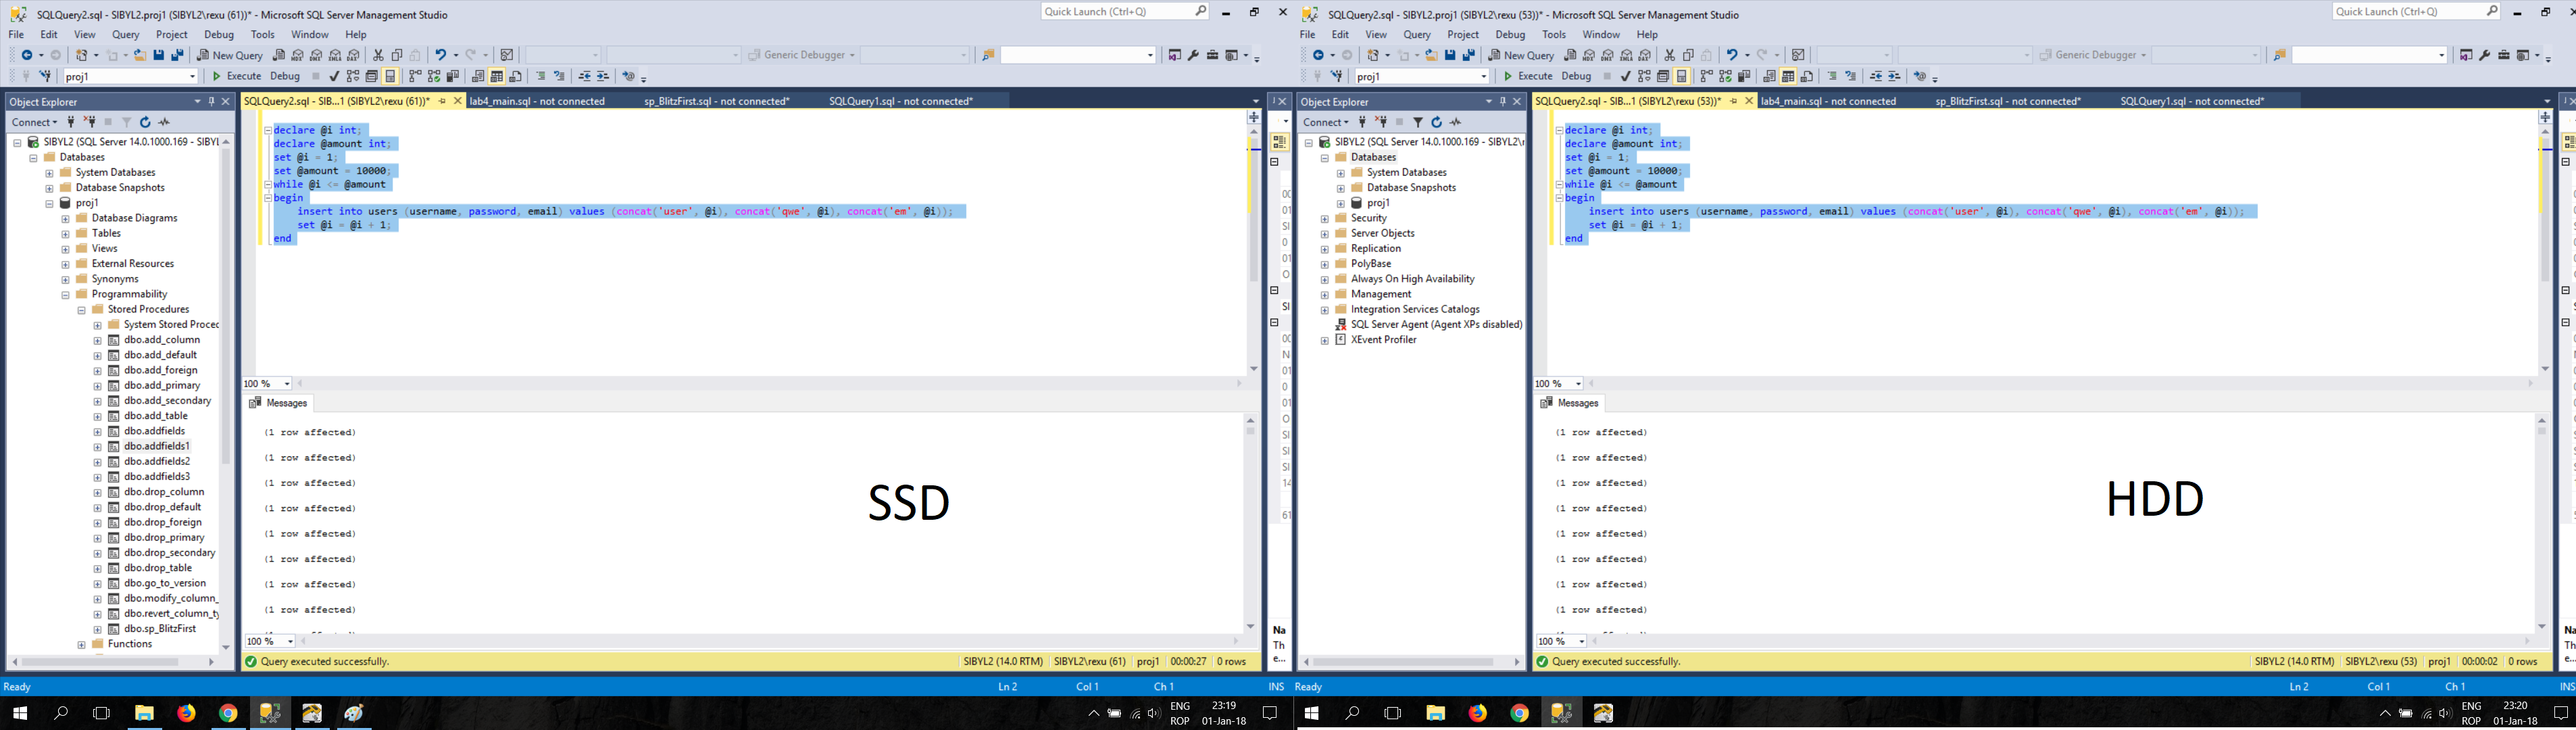 SQLQuery2.sql - SIBYL2.proj1 (SIBYL2\rexu (61))* - Microsoft SQL Server Management Studio
Quick Launch (Ctrl+Q)
File Edit View Query Project Debug Tools Window Help
New Query
Generic Debugger
proj1
Execute Debug
Object Explorer
SQLQuery2.sql - SIB...1 (SIBYL2\rexu (61))*
lab4_main.sql - not connected
sp_BlitzFirst.sql - not connected*
SQLQuery1.sql - not connected*
Connect
SIBYL2 (SQL Server 14.0.1000.169 - SIBYL
Databases
System Databases
Database Snapshots
proj1
Database Diagrams
Tables
Views
External Resources
Synonyms
Programmability
Stored Procedures
System Stored Proced
dbo.add_column
dbo.add_default
dbo.add_foreign
dbo.add_primary
dbo.add_secondary
dbo.add_table
dbo.addfields
dbo.addfields1
dbo.addfields2
dbo.addfields3
dbo.drop_column
dbo.drop_default
dbo.drop_foreign
dbo.drop_primary
dbo.drop_secondary
dbo.drop_table
dbo.go_to_version
dbo.modify_column_
dbo.revert_column_ty
dbo.sp_BlitzFirst
Functions
declare @i int;
declare @amount int;
set @i = 1;
set @amount = 10000;
while @i <= @amount
begin
insert into users (username, password, email) values (concat('user', @i), concat('qwe', @i), concat('em', @i));
set @i = @i + 1;
end
100 %
Messages
(1 row affected)
(1 row affected)
(1 row affected)
(1 row affected)
(1 row affected)
(1 row affected)
(1 row affected)
(1 row affected)
SSD
100 %
Query executed successfully.
SIBYL2 (14.0 RTM) SIBYL2\rexu (61) proj1 00:00:27 0 rows
Na
Th
e...
Ready
Ln 2 Col 1 Ch 1 INS
ENG
ROP
23:19
01-Jan-18
SQLQuery2.sql - SIBYL2.proj1 (SIBYL2\rexu (53))* - Microsoft SQL Server Management Studio
Quick Launch (Ctrl+Q)
File Edit View Query Project Debug Tools Window Help
New Query
Generic Debugger
proj1
Execute Debug
Object Explorer
SQLQuery2.sql - SIB...1 (SIBYL2\rexu (53))*
lab4_main.sql - not connected
sp_BlitzFirst.sql - not connected*
SQLQuery1.sql - not connected*
Connect
SIBYL2 (SQL Server 14.0.1000.169 - SIBYL2\r
Databases
System Databases
Database Snapshots
proj1
Security
Server Objects
Replication
PolyBase
Always On High Availability
Management
Integration Services Catalogs
SQL Server Agent (Agent XPs disabled)
XEvent Profiler
declare @i int;
declare @amount int;
set @i = 1;
set @amount = 10000;
while @i <= @amount
begin
insert into users (username, password, email) values (concat('user', @i), concat('qwe', @i), concat('em', @i));
set @i = @i + 1;
end
100 %
Messages
(1 row affected)
(1 row affected)
(1 row affected)
(1 row affected)
(1 row affected)
(1 row affected)
(1 row affected)
(1 row affected)
HDD
100 %
Query executed successfully.
SIBYL2 (14.0 RTM) SIBYL2\rexu (53) proj1 00:00:02 0 rows
Na
Th
e...
Ready
Ln 2 Col 1 Ch 1 INS
ENG
ROP
23:20
01-Jan-18